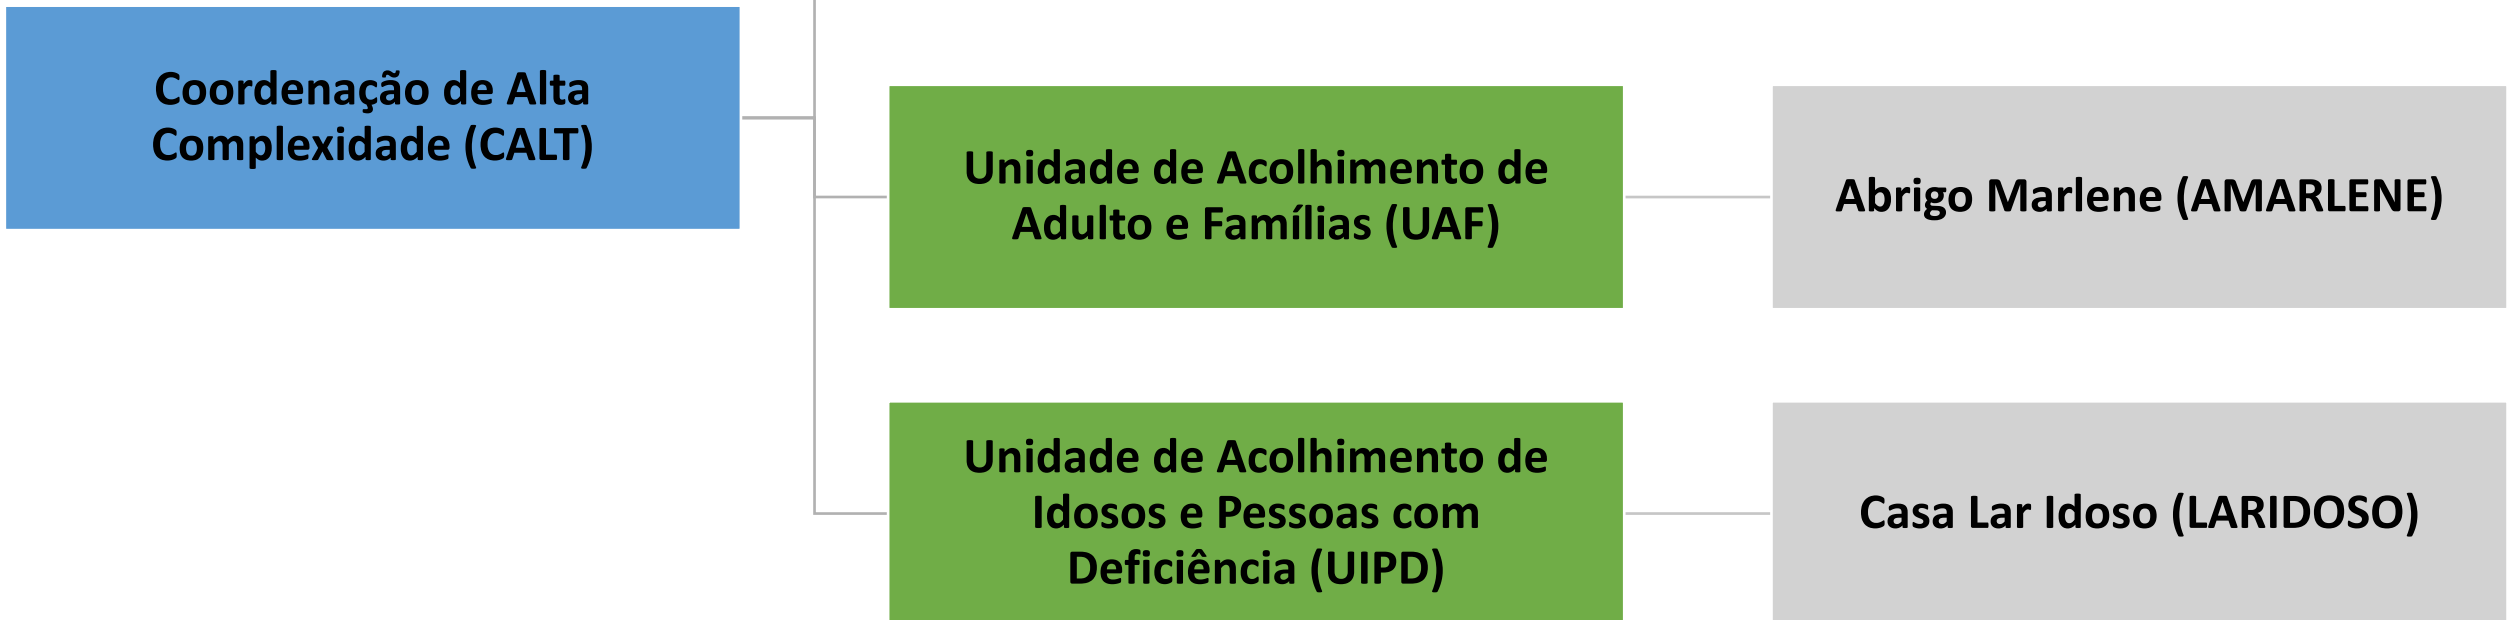 Coordenação de Alta
Complexidade (CALT)
Unidade de Acolhimento de
Adulto e Famílias (UAF)
Abrigo Marlene (AMARLENE)
Unidade de Acolhimento de
Idosos e Pessoas com
Deficiência (UIPD)
Casa Lar Idoso (LARIDOSO)